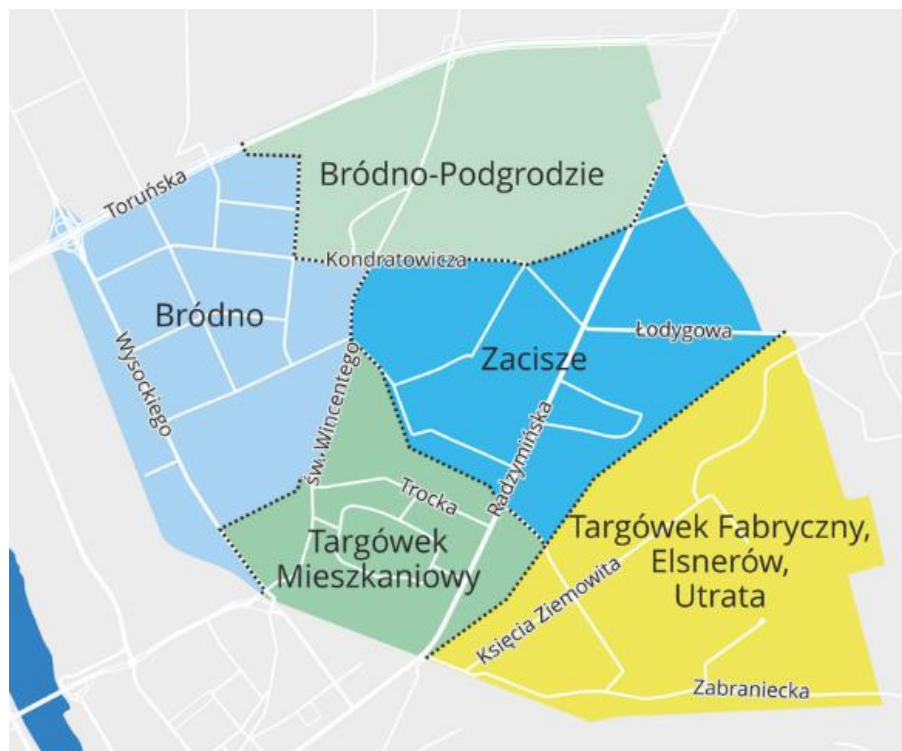 Bródno-Podgrodzie
Toruńska
Kondratowicza
Bródno
Łodygowa
Zacisze
Wysockiego
św. Wincentego
Radzymińska
Trocka
Targówek
Mieszkaniowy
Targówek Fabryczny,
Elsnerów,
Utrata
Księcia Ziemowita
Zabraniecka